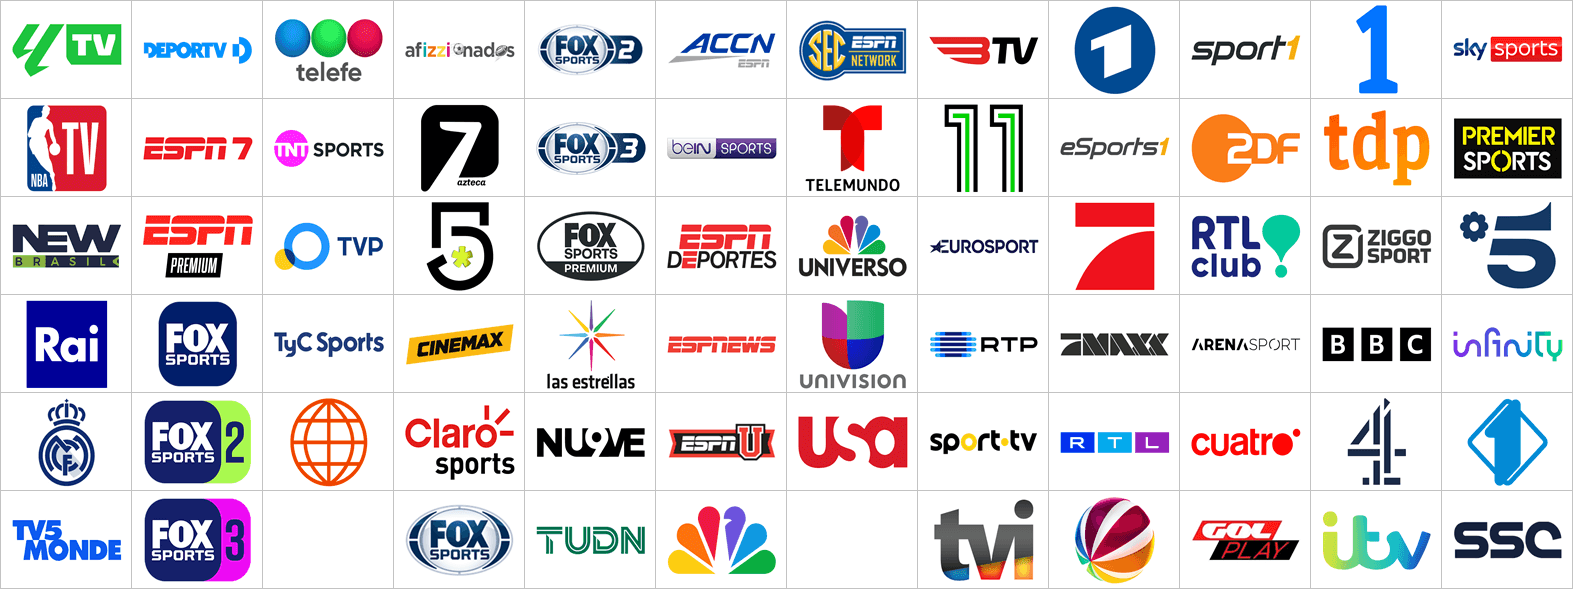 TV
DEPORTV
telefe
afizzionados
FOX
SPORTS
2
ACCN
ESPN
SEC
ESPN
NETWORK
BTV
1
sport1
1
sky sports
NBA
TV
ESPN 7
TNT SPORTS
7
azteca
FOX
SPORTS
3
beIN SPORTS
TELEMUNDO
11
eSports1
2DF
tdp
PREMIER
SPORTS
NEW
BRASIL
ESPN
PREMIUM
TVP
5
FOX
SPORTS
PREMIUM
ESPN
DEPORTES
UNIVERSO
EUROSPORT
7
RTL
club
ZIGGO
SPORT
5
Rai
FOX
SPORTS
TyC Sports
CINEMAX
las estrellas
ESPNEWS
UNIVISION
RTP
7MAXX
ARENASPORT
BBC
infinity
FOX
SPORTS
2
Claro
sports
NU9VE
ESPN U
usa
sport.tv
RTL
cuatro
4
1
TV5
MONDE
FOX
SPORTS
3
FOX
SPORTS
TUDN
tvi
GOL
PLAY
itv
SSC